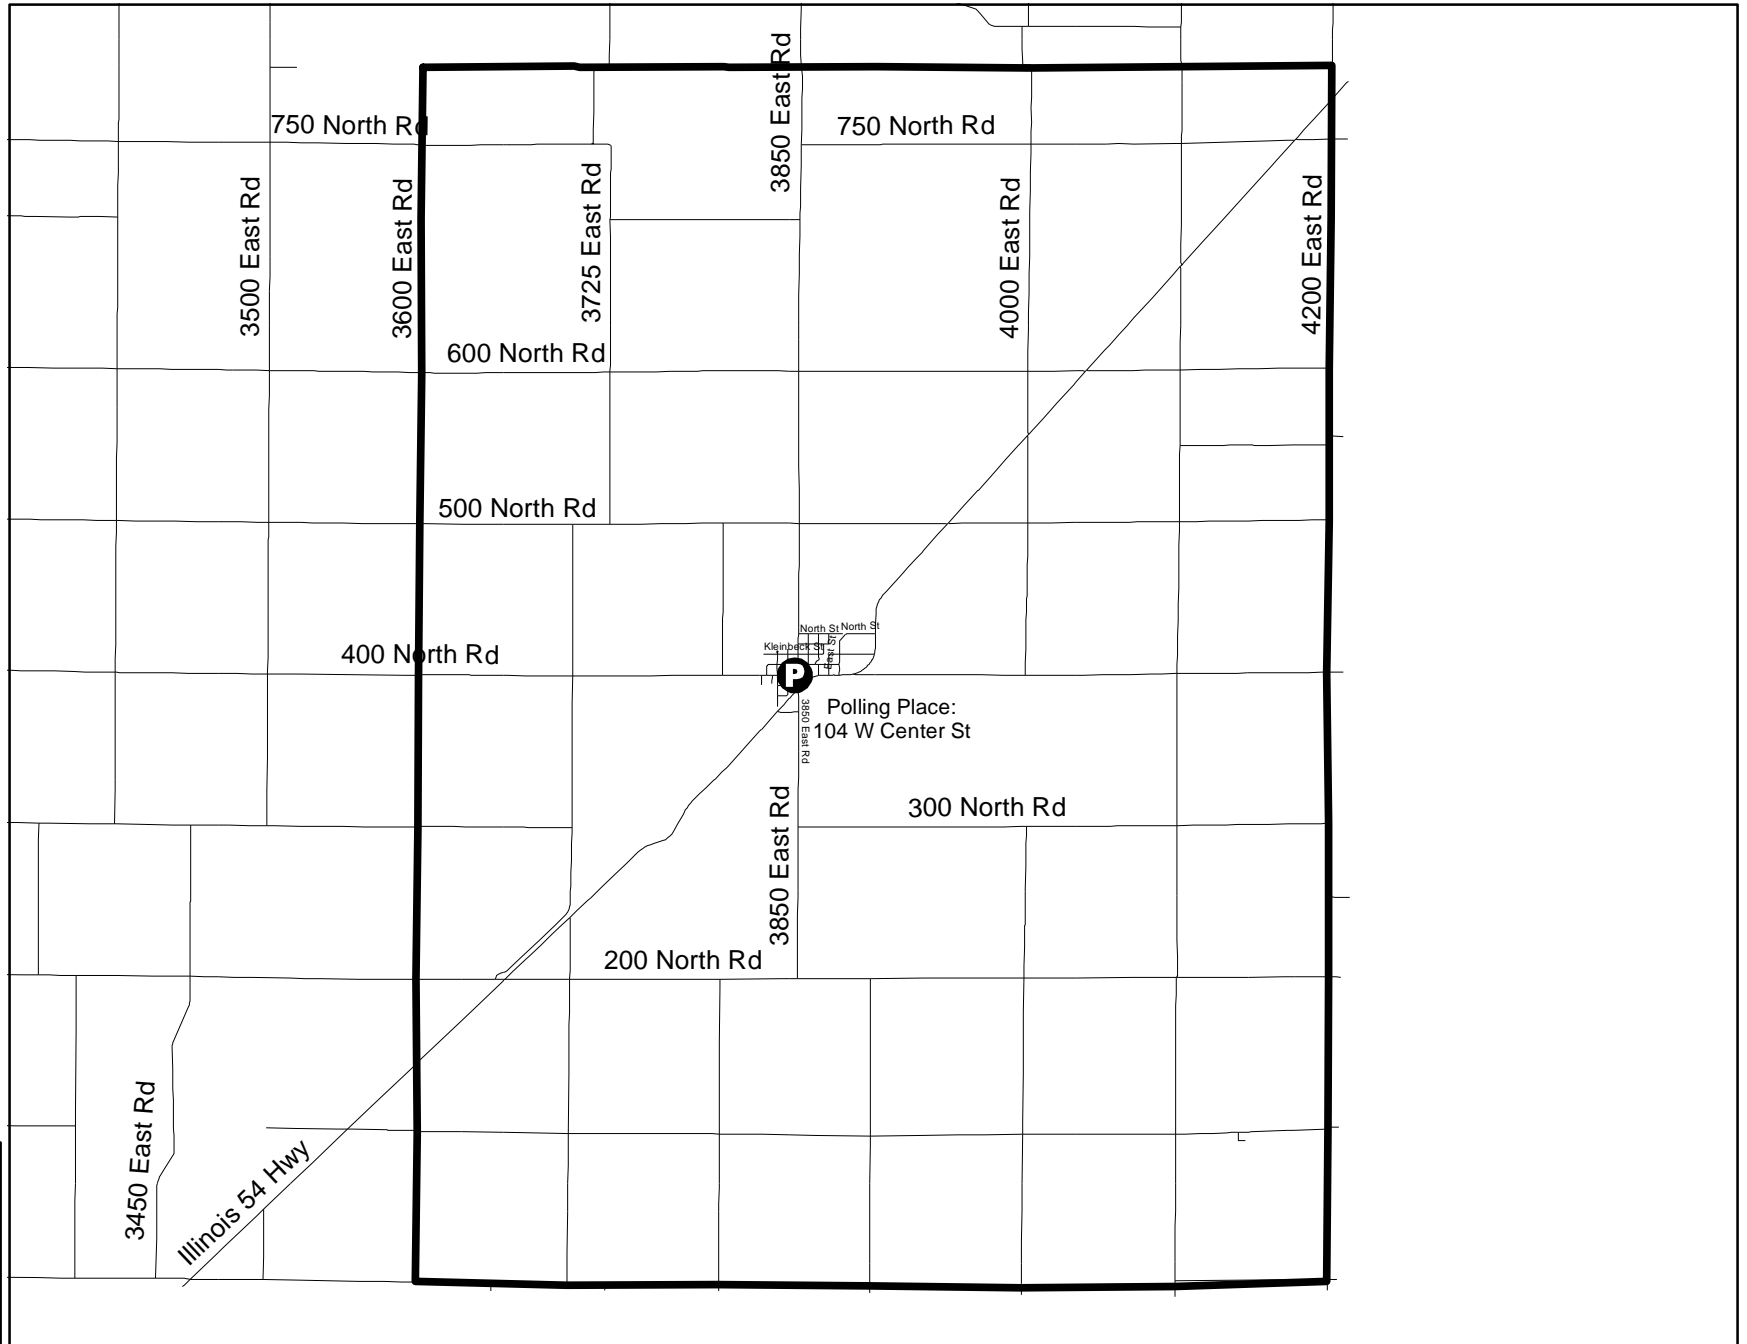 3850 East Rd
750 North Rd
750 North Rd
3500 East Rd
3600 East Rd
3725 East Rd
4000 East Rd
4200 East Rd
600 North Rd
500 North Rd
North St
North St
Kleinbeck St
East St
400 North Rd
P
3850 East Rd
Polling Place:
104 W Center St
300 North Rd
3850 East Rd
200 North Rd
3450 East Rd
Illinois 54 Hwy